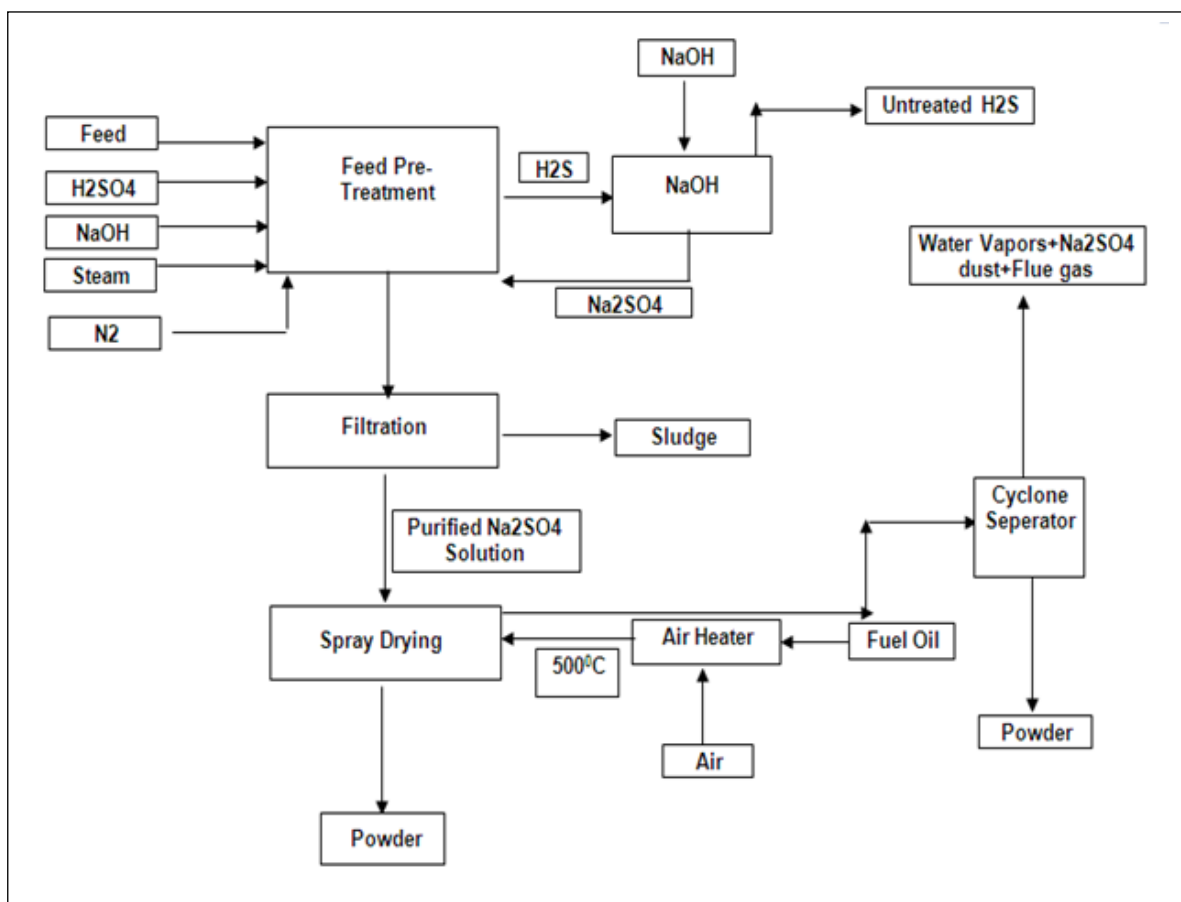 NaOH
Untreated H2S
Feed
H2SO4
NaOH
Steam
N2
Feed Pre-
Treatment
H2S
NaOH
Na2SO4
Water Vapors+Na2SO4
dust+Flue gas
Filtration
Sludge
Cyclone
Seperator
Purified Na2SO4
Solution
Spray Drying
Air Heater
Fuel Oil
500⁰C
Air
Powder
Powder